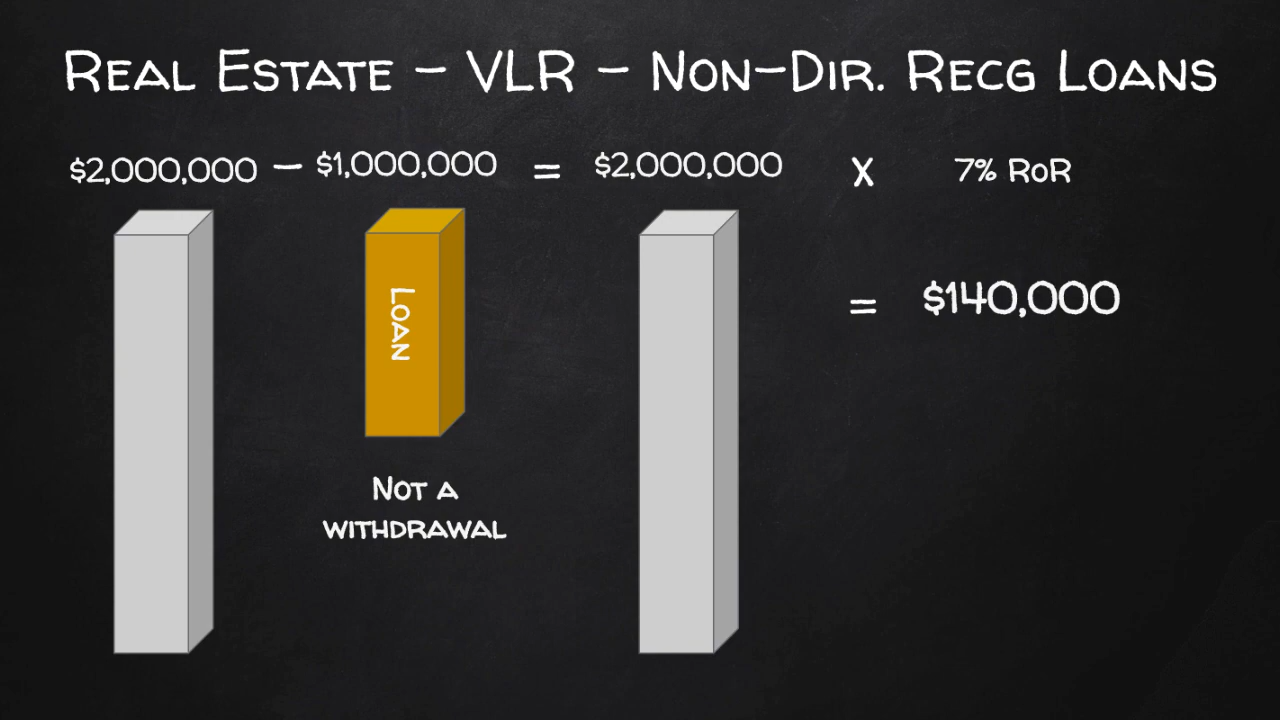 Real Estate – VLR – Non-Dir. Recg Loans
$2,000,000 – $1,000,000 = $2,000,000 x 7% RoR
= $140,000
Loan
Not a
withdrawal